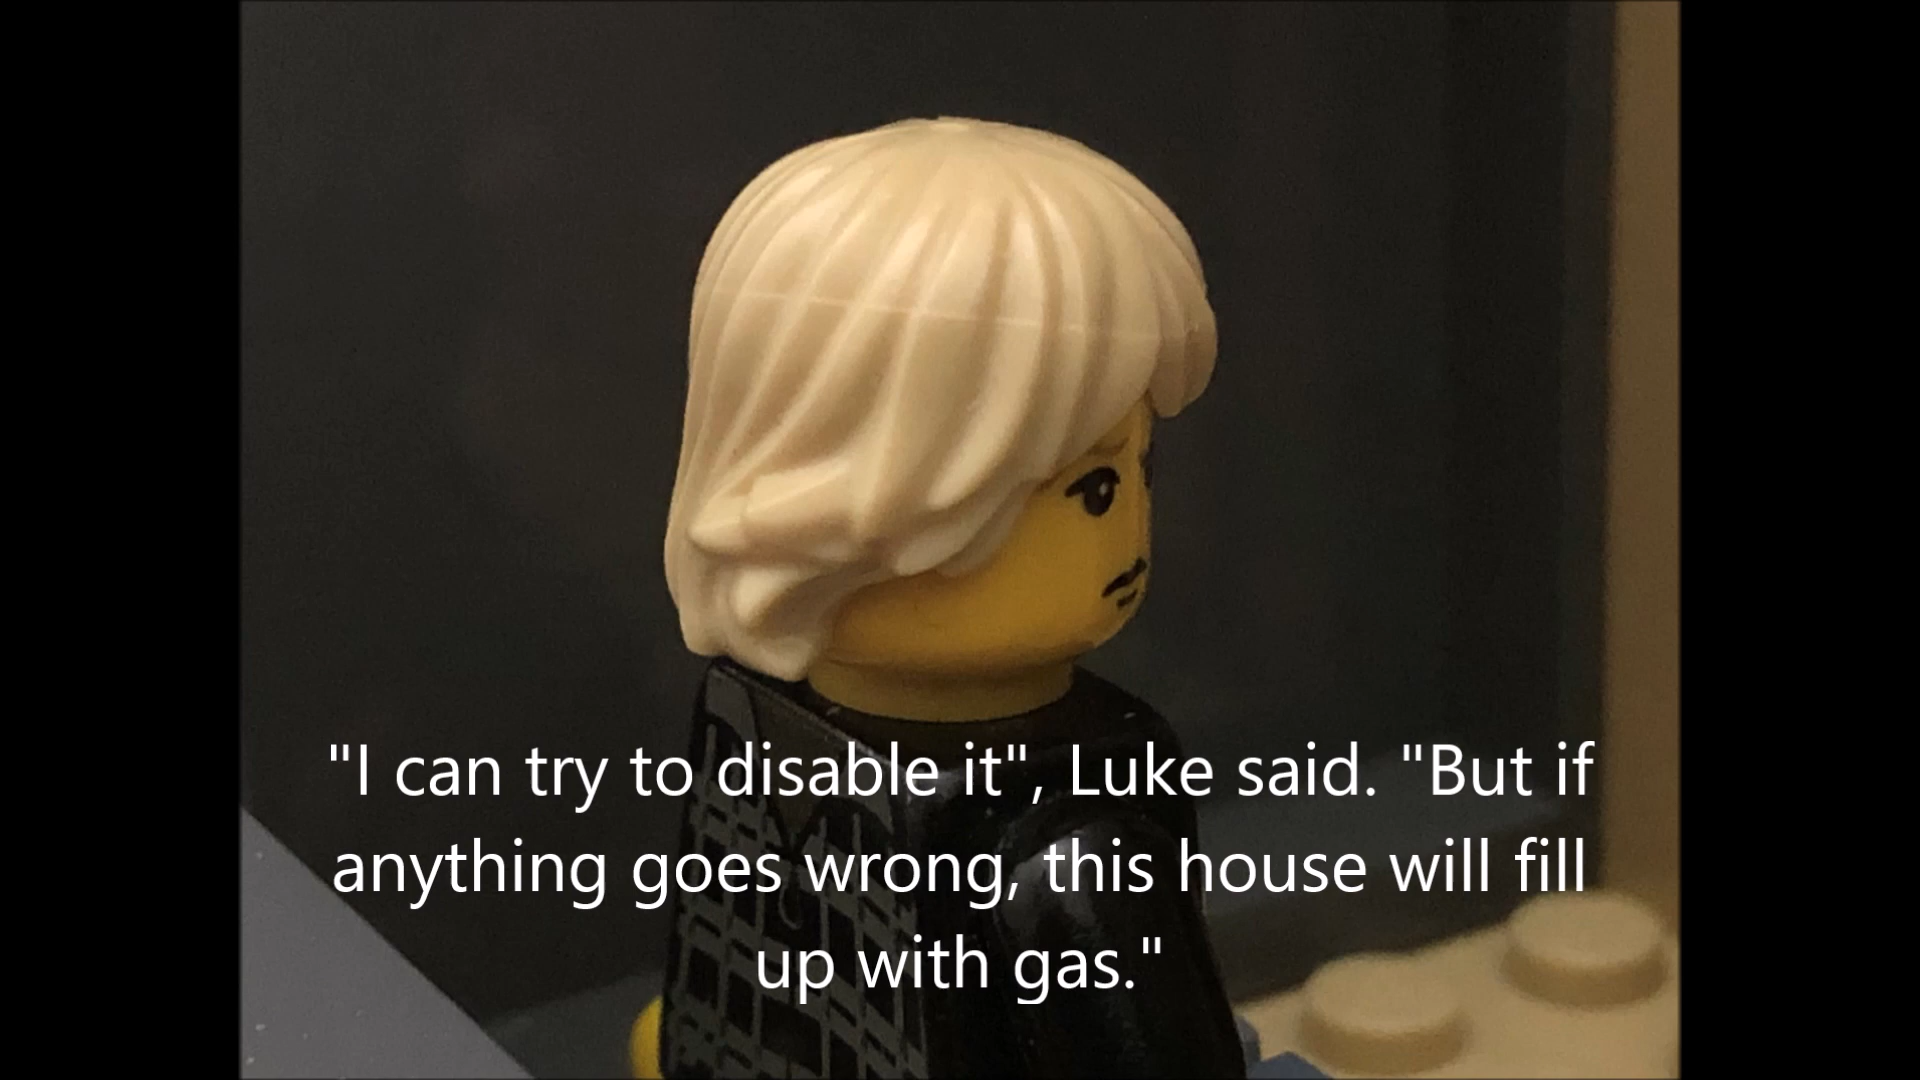 "I can try to disable it", Luke said. "But if
anything goes wrong, this house will fill
up with gas."